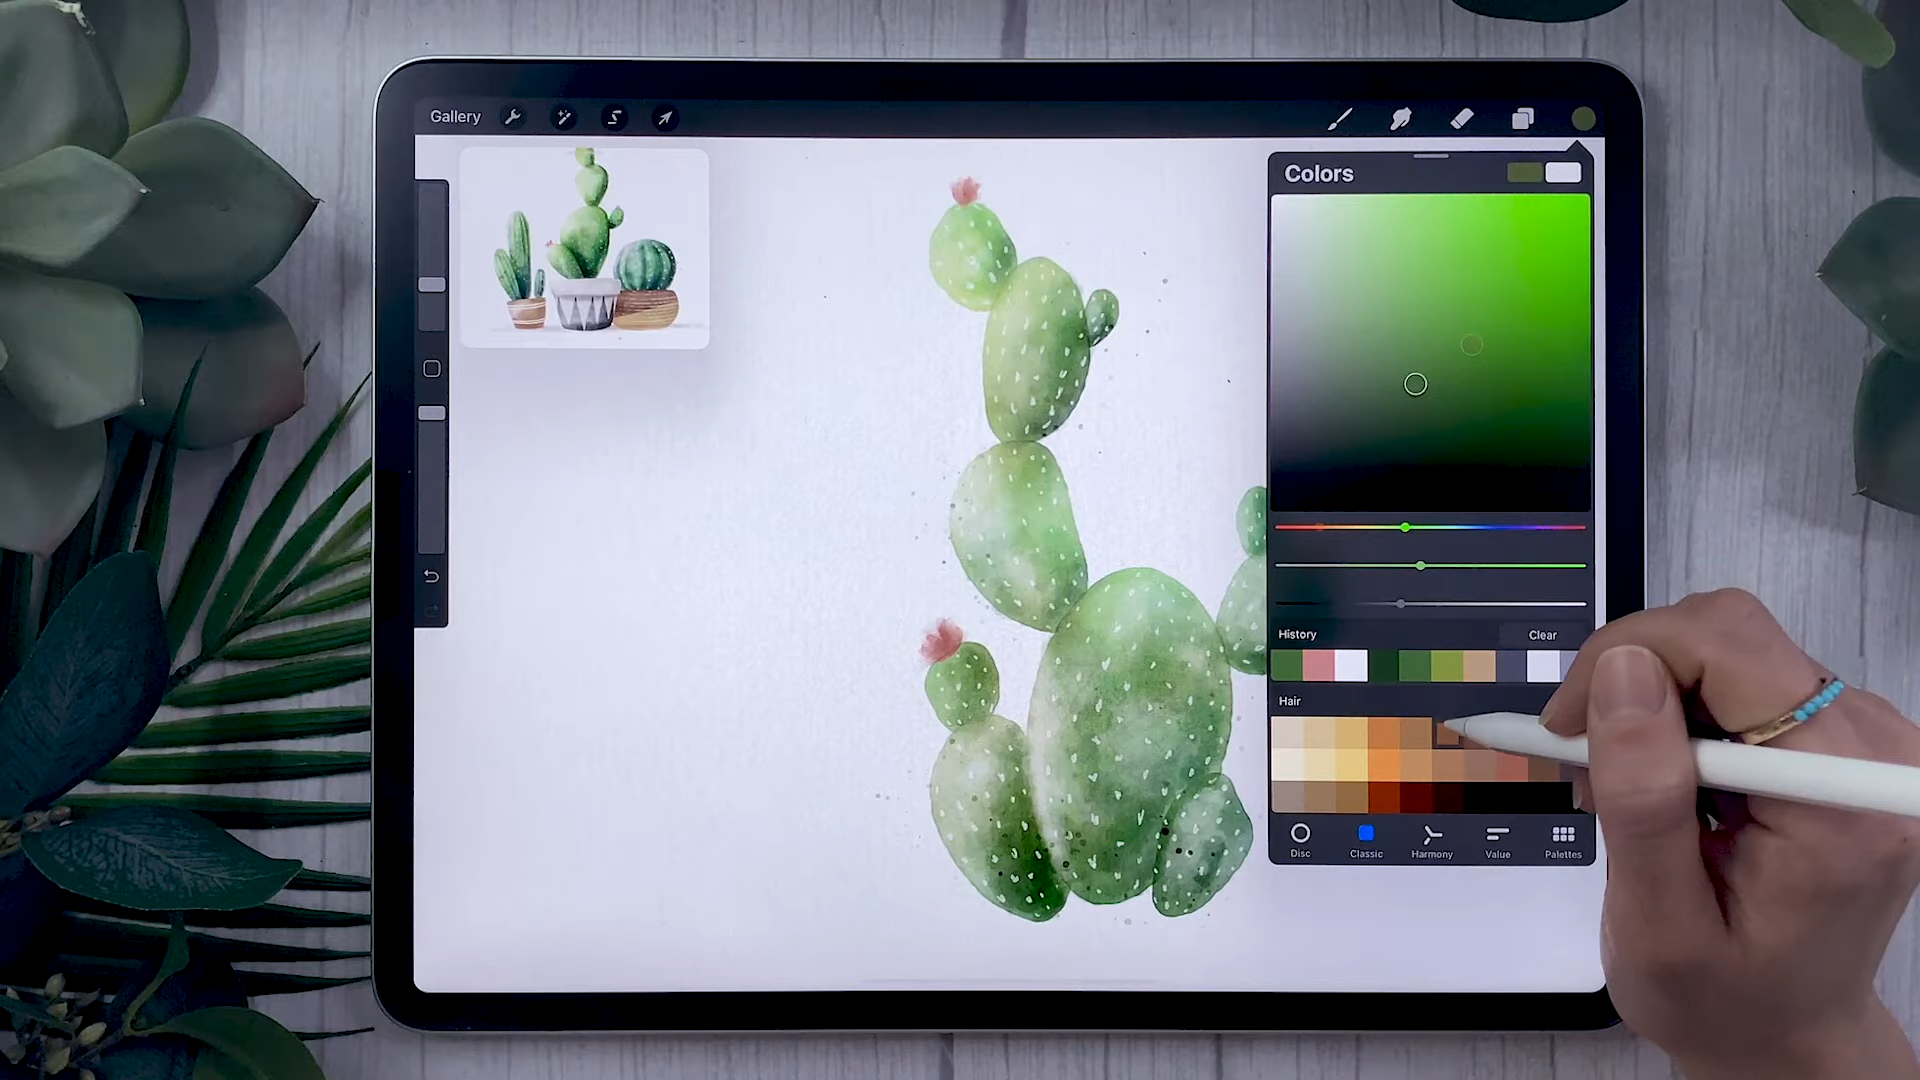 Gallery
Colors
History
Clear
Hair
Disc
Classic
Harmony
Value
Palettes